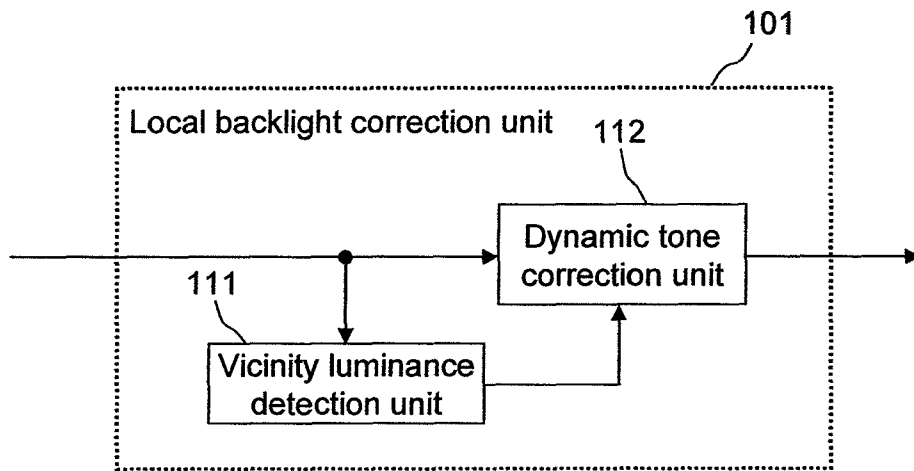 101
Local backlight correction unit
112
Dynamic tone
correction unit
111
Vicinity luminance
detection unit